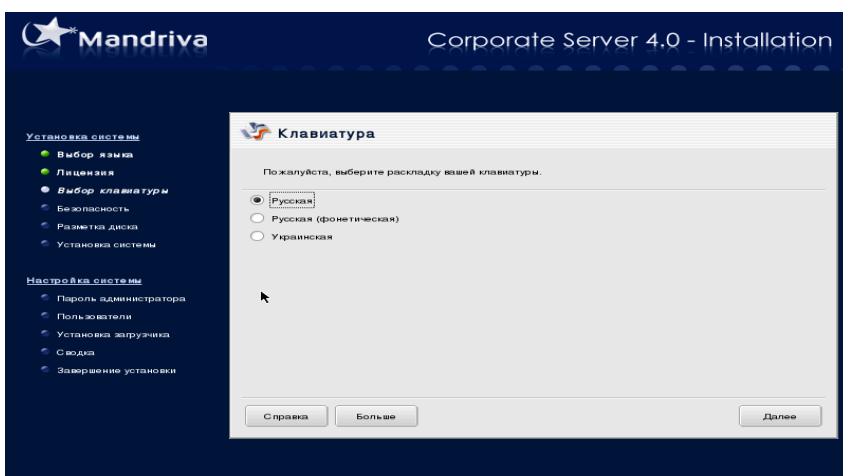 Mandriva
Corporate Server 4.0 - Installation
Установка системы
Выбор языка
Лицензия
Выбор клавиатуры
Безопасность
Разметка диска
Установка системы
Настройка системы
Пароль администратора
Пользователи
Установка загрузчика
Сводка
Завершение установки
Клавиатура
Пожалуйста, выберите раскладку вашей клавиатуры.
Русская
Русская (фонетическая)
Украинская
Справка
Больше
Далее